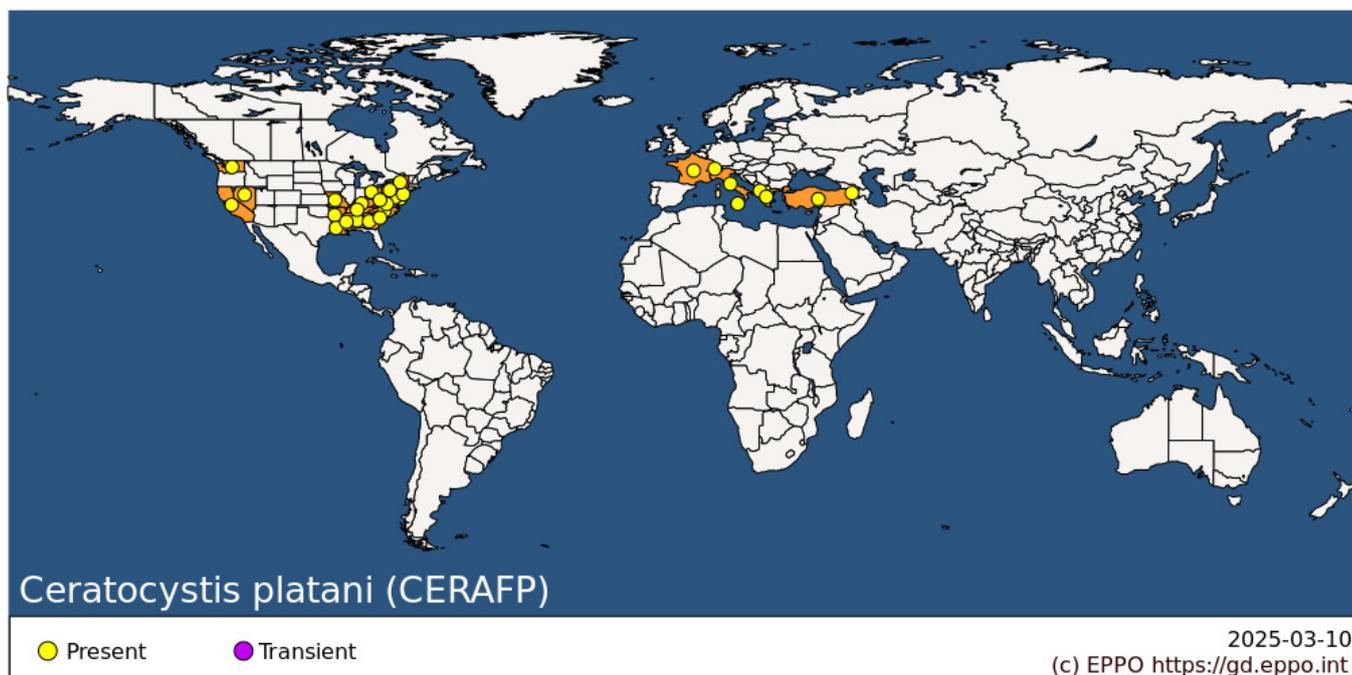 Ceratocystis platani (CERAFP)
Present
Transient
2025-03-10
(c) EPPO https://gd.eppo.int